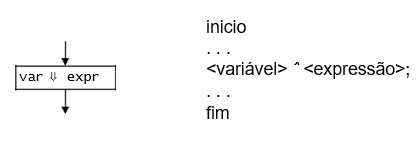 var ⇓ expr
inicio
. . .
<variável> ˆ <expressão>;
. . .
fim